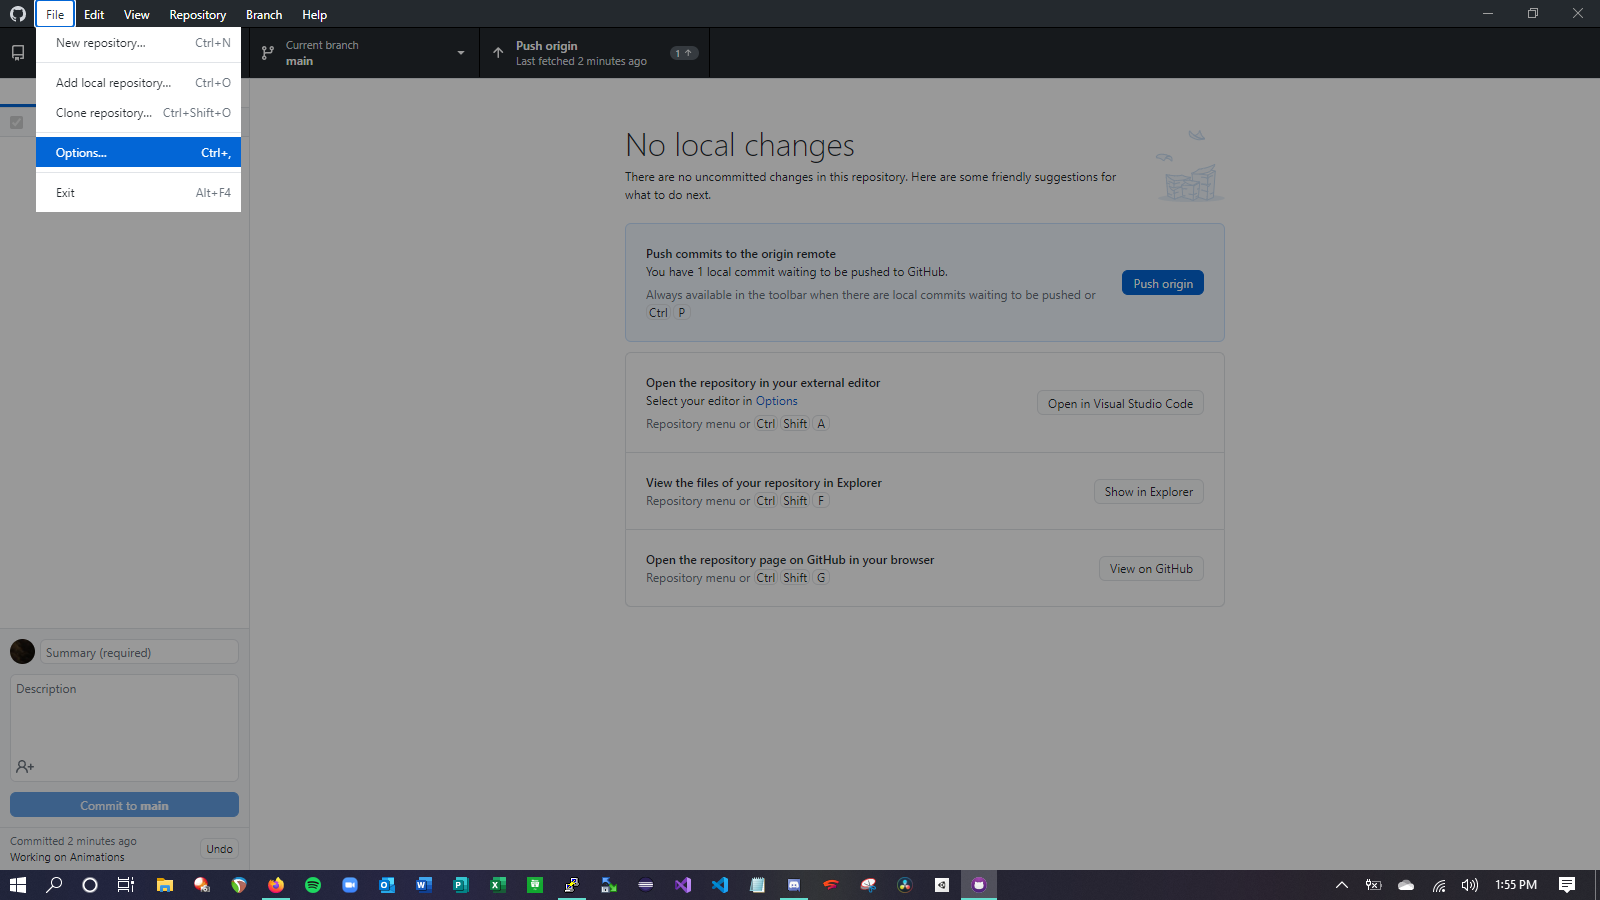 File Edit View Repository Branch Help
New repository... Ctrl+N
Add local repository... Ctrl+O
Clone repository... Ctrl+Shift+O
Options... Ctrl+,
Exit Alt+F4
Current branch
main
Push origin
Last fetched 2 minutes ago
1
No local changes
There are no uncommitted changes in this repository. Here are some friendly suggestions for
what to do next.
Push commits to the origin remote
You have 1 local commit waiting to be pushed to GitHub.
Always available in the toolbar when there are local commits waiting to be pushed or
Ctrl P
Push origin
Open the repository in your external editor
Select your editor in Options
Repository menu or Ctrl Shift A
Open in Visual Studio Code
View the files of your repository in Explorer
Repository menu or Ctrl Shift F
Show in Explorer
Open the repository page on GitHub in your browser
Repository menu or Ctrl Shift G
View on GitHub
Summary (required)
Description
Commit to main
Committed 2 minutes ago
Working on Animations
Undo
1:55 PM